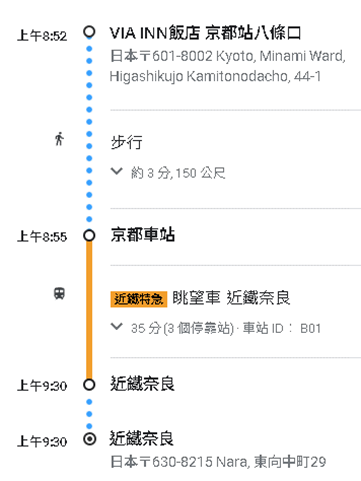 上午8:52 VIA INN飯店 京都站八條口
日本〒601-8002 Kyoto, Minami Ward,
Higashikujo Kamitonodacho, 44-1
步行
約 3 分, 150 公尺
上午8:55 京都車站
近鐵特急 眺望車 近鐵奈良
35 分 (3 個停靠站) · 車站 ID： B01
上午9:30 近鐵奈良
上午9:30 近鐵奈良
日本〒630-8215 Nara, 東向中町29